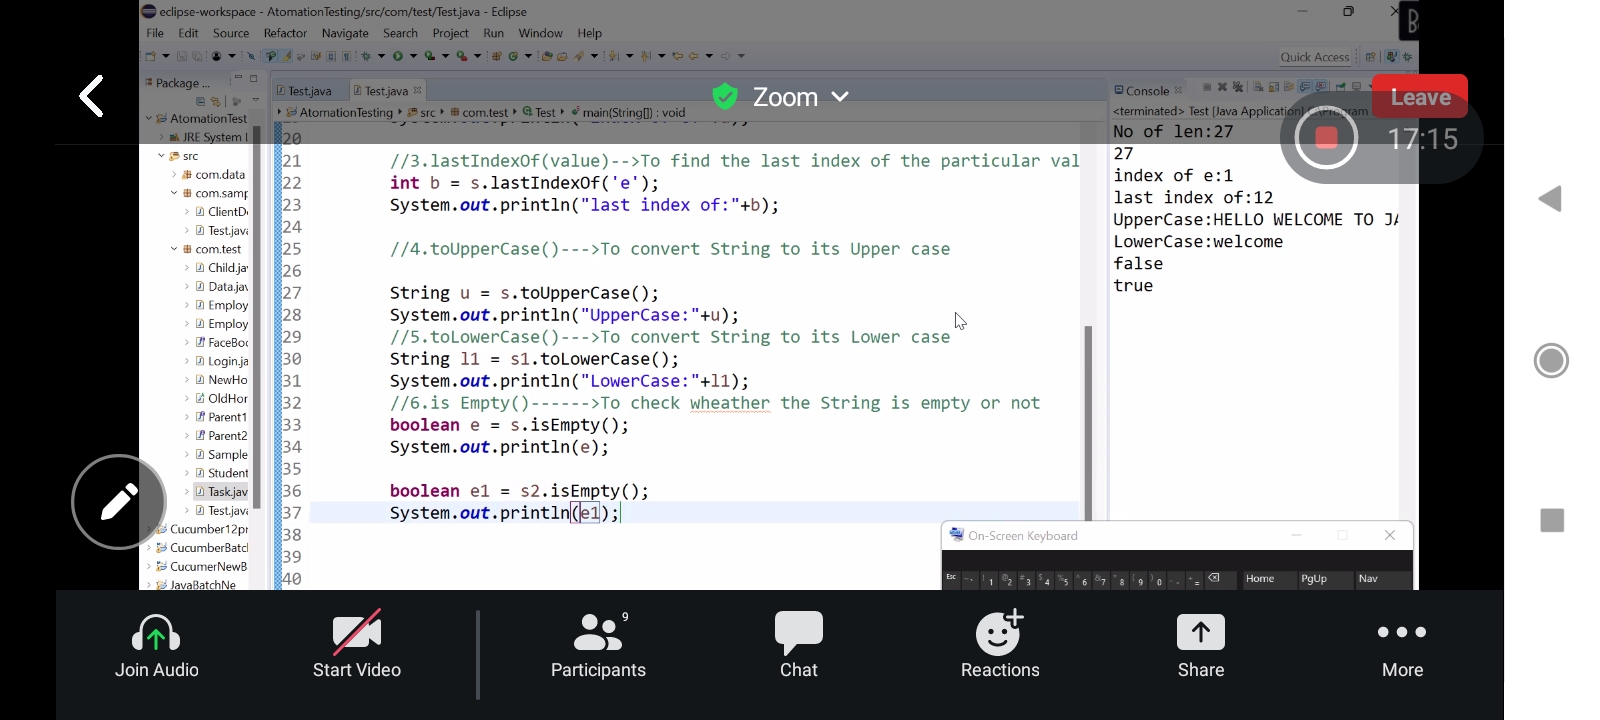 eclipse-workspace - AtomationTesting/src/com/test/Test.java - Eclipse
File Edit Source Refactor Navigate Search Project Run Window Help
Quick Access
Package ...
Test.java
Test.java
Zoom
Console
Leave
AtomationTesting src com.test Test main(String[]) : void
<terminated> Test [Java Application] C:\Program
17:15
AtomationTest
JRE System
src
com.data
com.samp
ClientD
Test.java
com.test
Child.jav
Data.jav
Employ
Employ
FaceBoo
Login.ja
NewHo
OldHor
Parent1
Parent2
Sample
Student
Task.jav
Test.java
Cucumber12pr
CucumberBatcl
CucumerNewB
JavaBatchNe
20
21 //3.lastIndexOf(value)-->To find the last index of the particular val
22 int b = s.lastIndexOf('e');
23 System.out.println("last index of:"+b);
24
25 //4.toUpperCase()--->To convert String to its Upper case
26
27 String u = s.toUpperCase();
28 System.out.println("UpperCase:"+u);
29 //5.toLowerCase()--->To convert String to its Lower case
30 String l1 = s1.toLowerCase();
31 System.out.println("LowerCase:"+l1);
32 //6.is Empty()------>To check wheather the String is empty or not
33 boolean e = s.isEmpty();
34 System.out.println(e);
35
36 boolean e1 = s2.isEmpty();
37 System.out.println(e1);
38
39
40
No of len:27
27
index of e:1
last index of:12
UpperCase:HELLO WELCOME TO JA
LowerCase:welcome
false
true
On-Screen Keyboard
Esc 1 2 3 4 5 6 7 8 9 0 - = Home PgUp Nav
Join Audio
Start Video
9
Participants
Chat
Reactions
Share
More